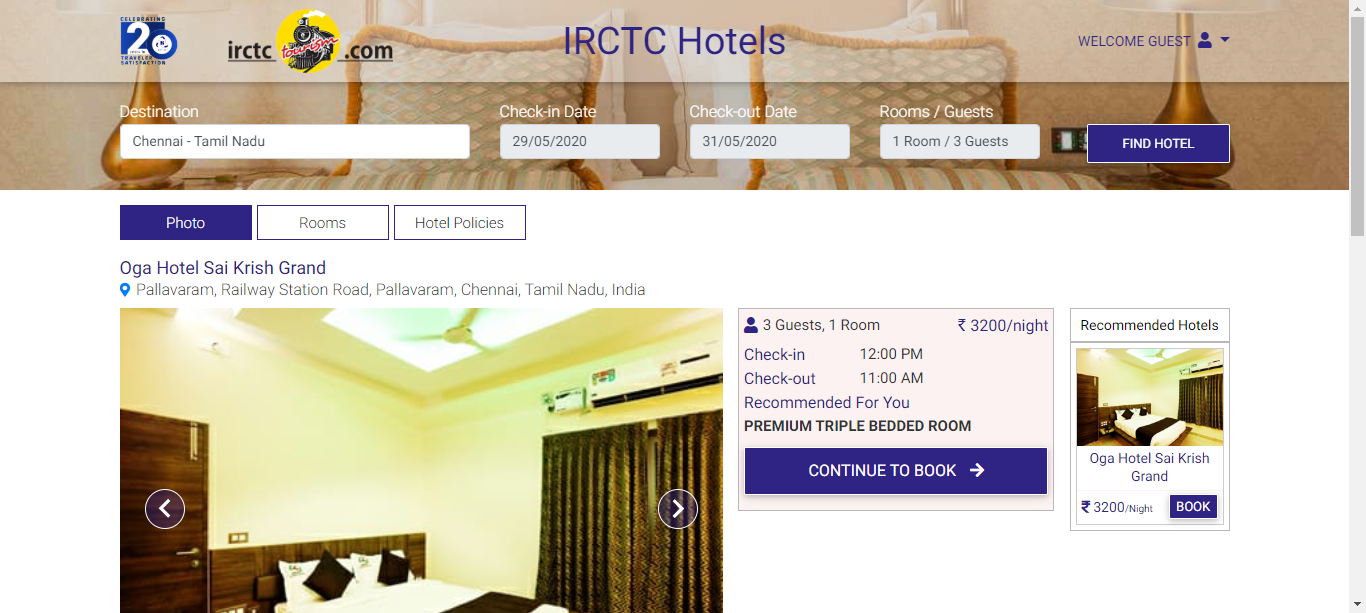 CELEBRATING
20
TRAVELER
SATISFACTION
irctc tourism .com
IRCTC Hotels
WELCOME GUEST
Destination
Check-in Date
Check-out Date
Rooms / Guests
Chennai - Tamil Nadu
29/05/2020
31/05/2020
1 Room / 3 Guests
FIND HOTEL
Photo
Rooms
Hotel Policies
Oga Hotel Sai Krish Grand
Pallavaram, Railway Station Road, Pallavaram, Chennai, Tamil Nadu, India
3 Guests, 1 Room
₹ 3200/night
Check-in 12:00 PM
Check-out 11:00 AM
Recommended For You
PREMIUM TRIPLE BEDDED ROOM
CONTINUE TO BOOK
Recommended Hotels
Oga Hotel Sai Krish
Grand
₹ 3200/Night
BOOK